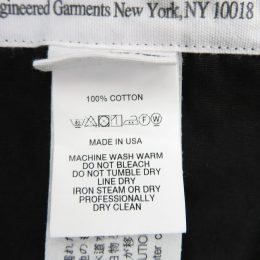 gineered Garments New York, NY 10018
100% COTTON
MADE IN USA
MACHINE WASH WARM
DO NOT BLEACH
DO NOT TUMBLE DRY
LINE DRY
IRON STEAM OR DRY
PROFESSIONALLY
DRY CLEAN
CAUTION